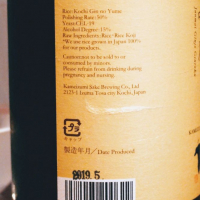 Rice-Kochi Gin no Yume
Polishing Rate-50%
Yeast-CEL-19
Alcohol Degree-15%
Raw Ingredients-(Rice·Rice Koji)
*We use rice grown in Japan 100%
for our products.
Cautionned to be sold to or
consumed by minors.
Please refrain from drinking during
pregnancy and nursing.
Kameizumi Sake Brewing Co., Ltd
2123-1 Izuma Tosa city, Kochi, Japan
製造年月／Date Produced
2019.5